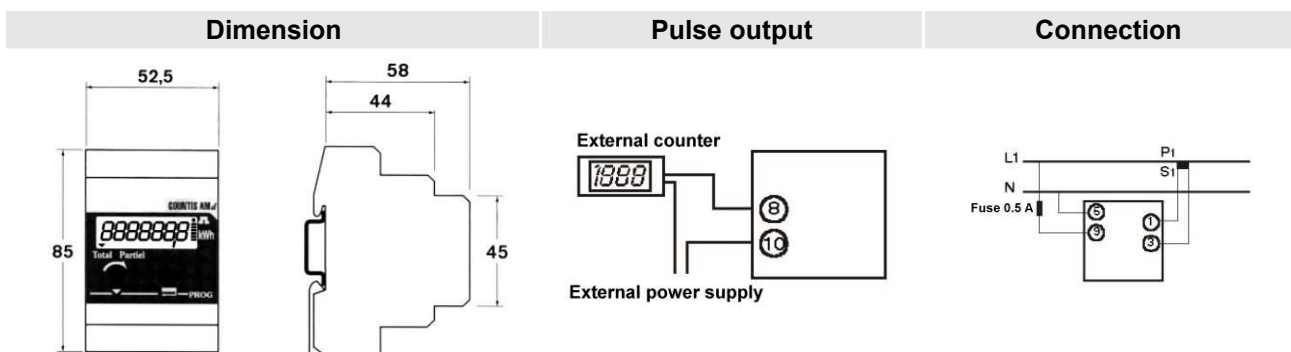 Dimension
Pulse output
Connection
52,5
85
COUNTIS AM
kWh
Total Partiel
PROG
58
44
45
External counter
1888
8
10
External power supply
L1
P1
S1
N
Fuse 0.5 A
5
1
9
3